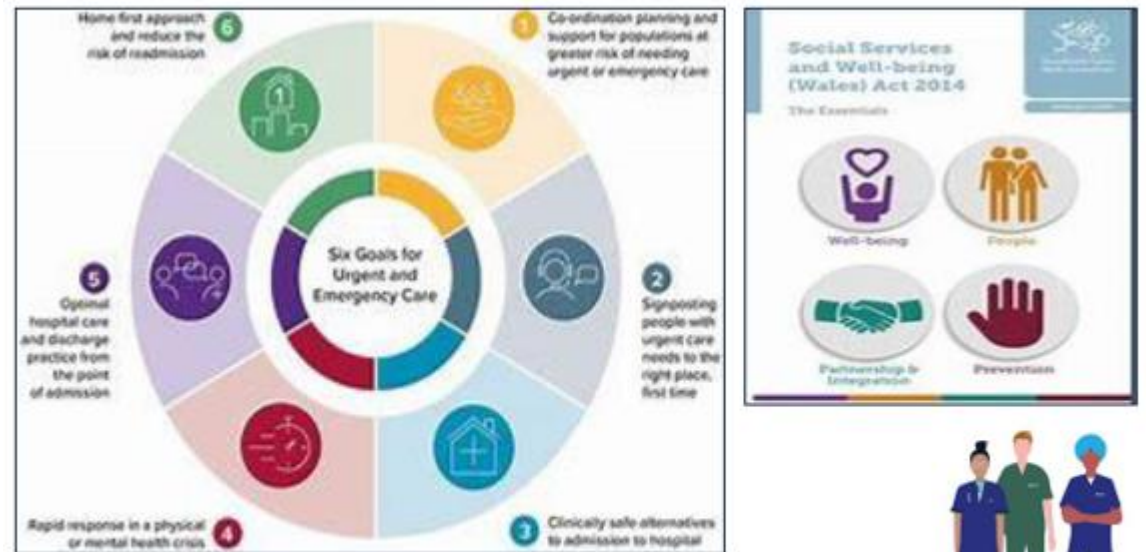 Home first approach
and reduce the
risk of readmission
6
1
Co-ordination planning and
support for populations at
greater risk of needing
urgent or emergency care
1
Six Goals for
Urgent and
Emergency Care
5
Optimal
hospital care
and discharge
practice from
the point
of admission
2
Signposting
people with
urgent care
needs to the
right place,
first time
Rapid response in a physical
or mental health crisis
4
3
Clinically safe alternatives
to admission to hospital
Social Services
and Well-being
(Wales) Act 2014
The Essentials
Well-being
People
Partnership &
Integration
Prevention